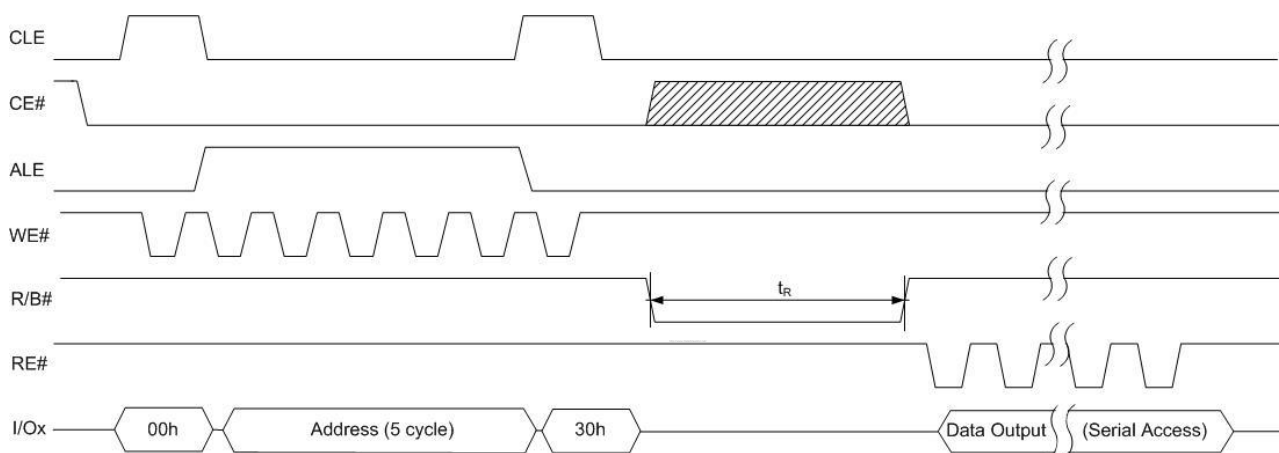 CLE
CE#
ALE
WE#
R/B#
tR
RE#
I/Ox 00h Address (5 cycle) 30h Data Output (Serial Access)